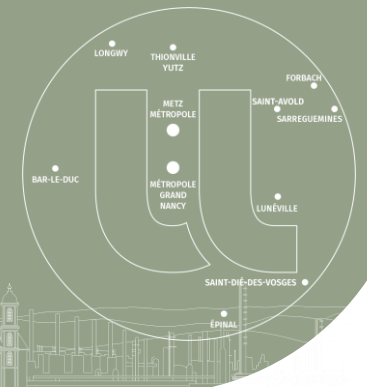 LONGWY
THIONVILLE
YUTZ
FORBACH
METZ
MÉTROPOLE
SAINT-AVOLD
SARREGUEMINES
BAR-LE-DUC
MÉTROPOLE
GRAND
NANCY
LUNÉVILLE
SAINT-DIÉ-DES-VOSGES
ÉPINAL